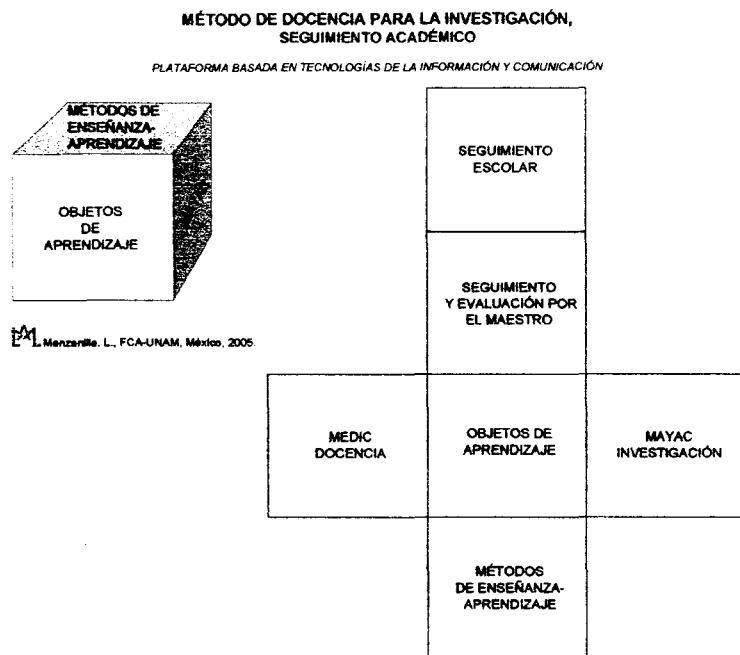 MÉTODO DE DOCENCIA PARA LA INVESTIGACIÓN,
SEGUIMIENTO ACADÉMICO
PLATAFORMA BASADA EN TECNOLOGÍAS DE LA INFORMACIÓN Y COMUNICACIÓN
MÉTODOS DE
ENSEÑANZA-
APRENDIZAJE
OBJETOS
DE
APRENDIZAJE
Manzanilla, L., FCA-UNAM, México, 2005.
SEGUIMIENTO
ESCOLAR
SEGUIMIENTO
Y EVALUACIÓN POR
EL MAESTRO
MEDIC
DOCENCIA
OBJETOS DE
APRENDIZAJE
MAYAC
INVESTIGACIÓN
MÉTODOS
DE ENSEÑANZA-
APRENDIZAJE